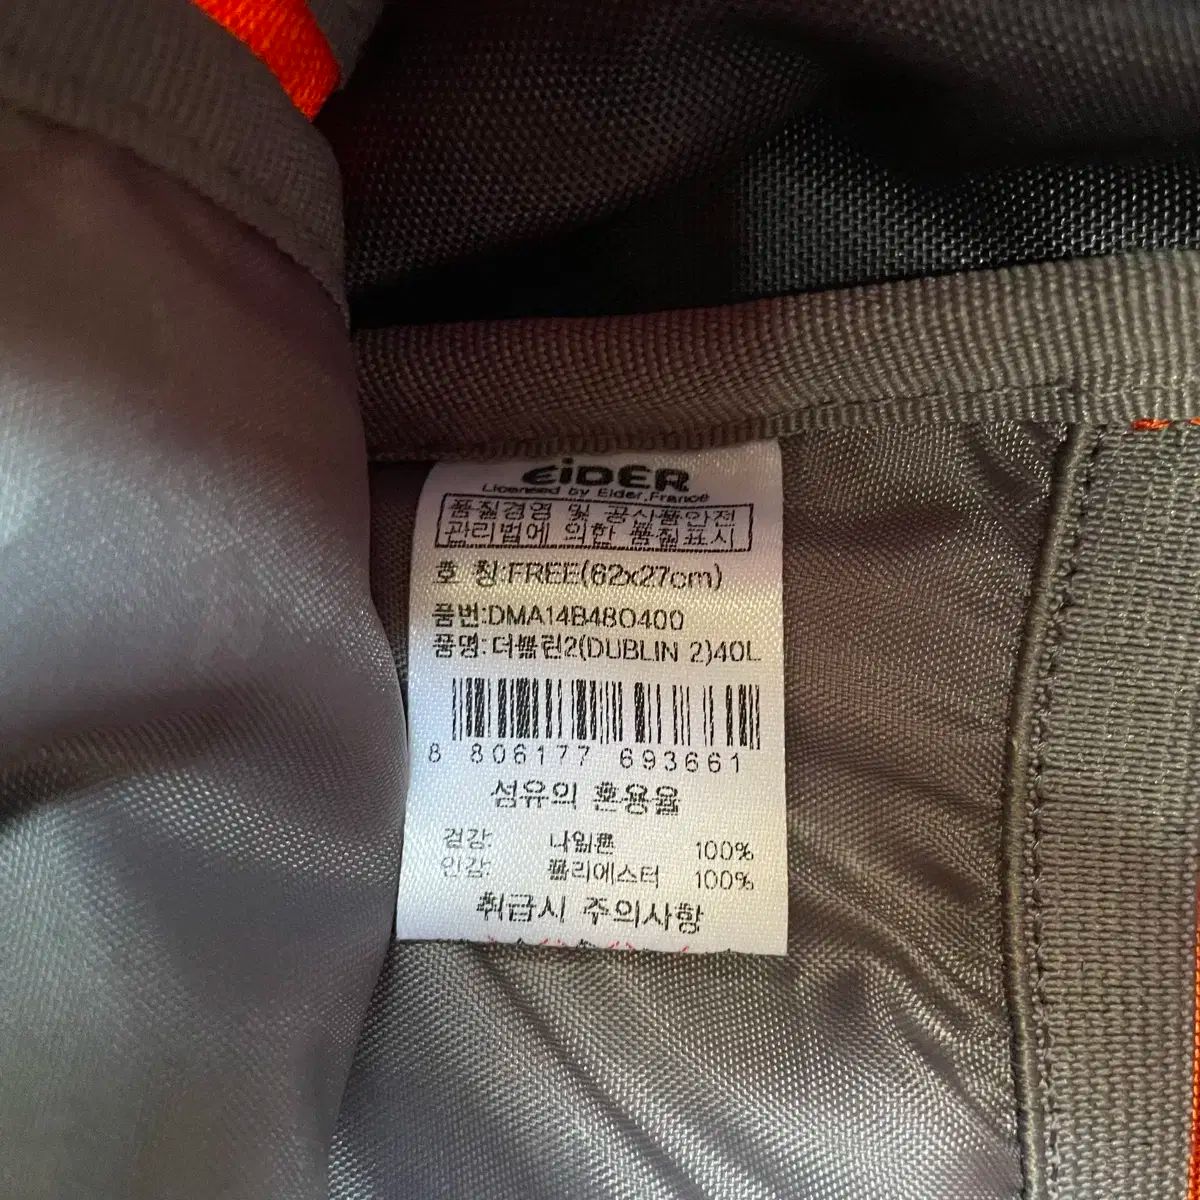 EiDER
Licensed by Eider.France
품질경영 및 공산품안전
관리법에 의한 품질표시
호 칭:FREE(62x27cm)
품번:DMA14B48O400
품명:더블린2(DUBLIN 2)40L
8 806177 693661
섬유의 혼용율
겉감: 나일론 100%
안감: 폴리에스터 100%
취급시 주의사항